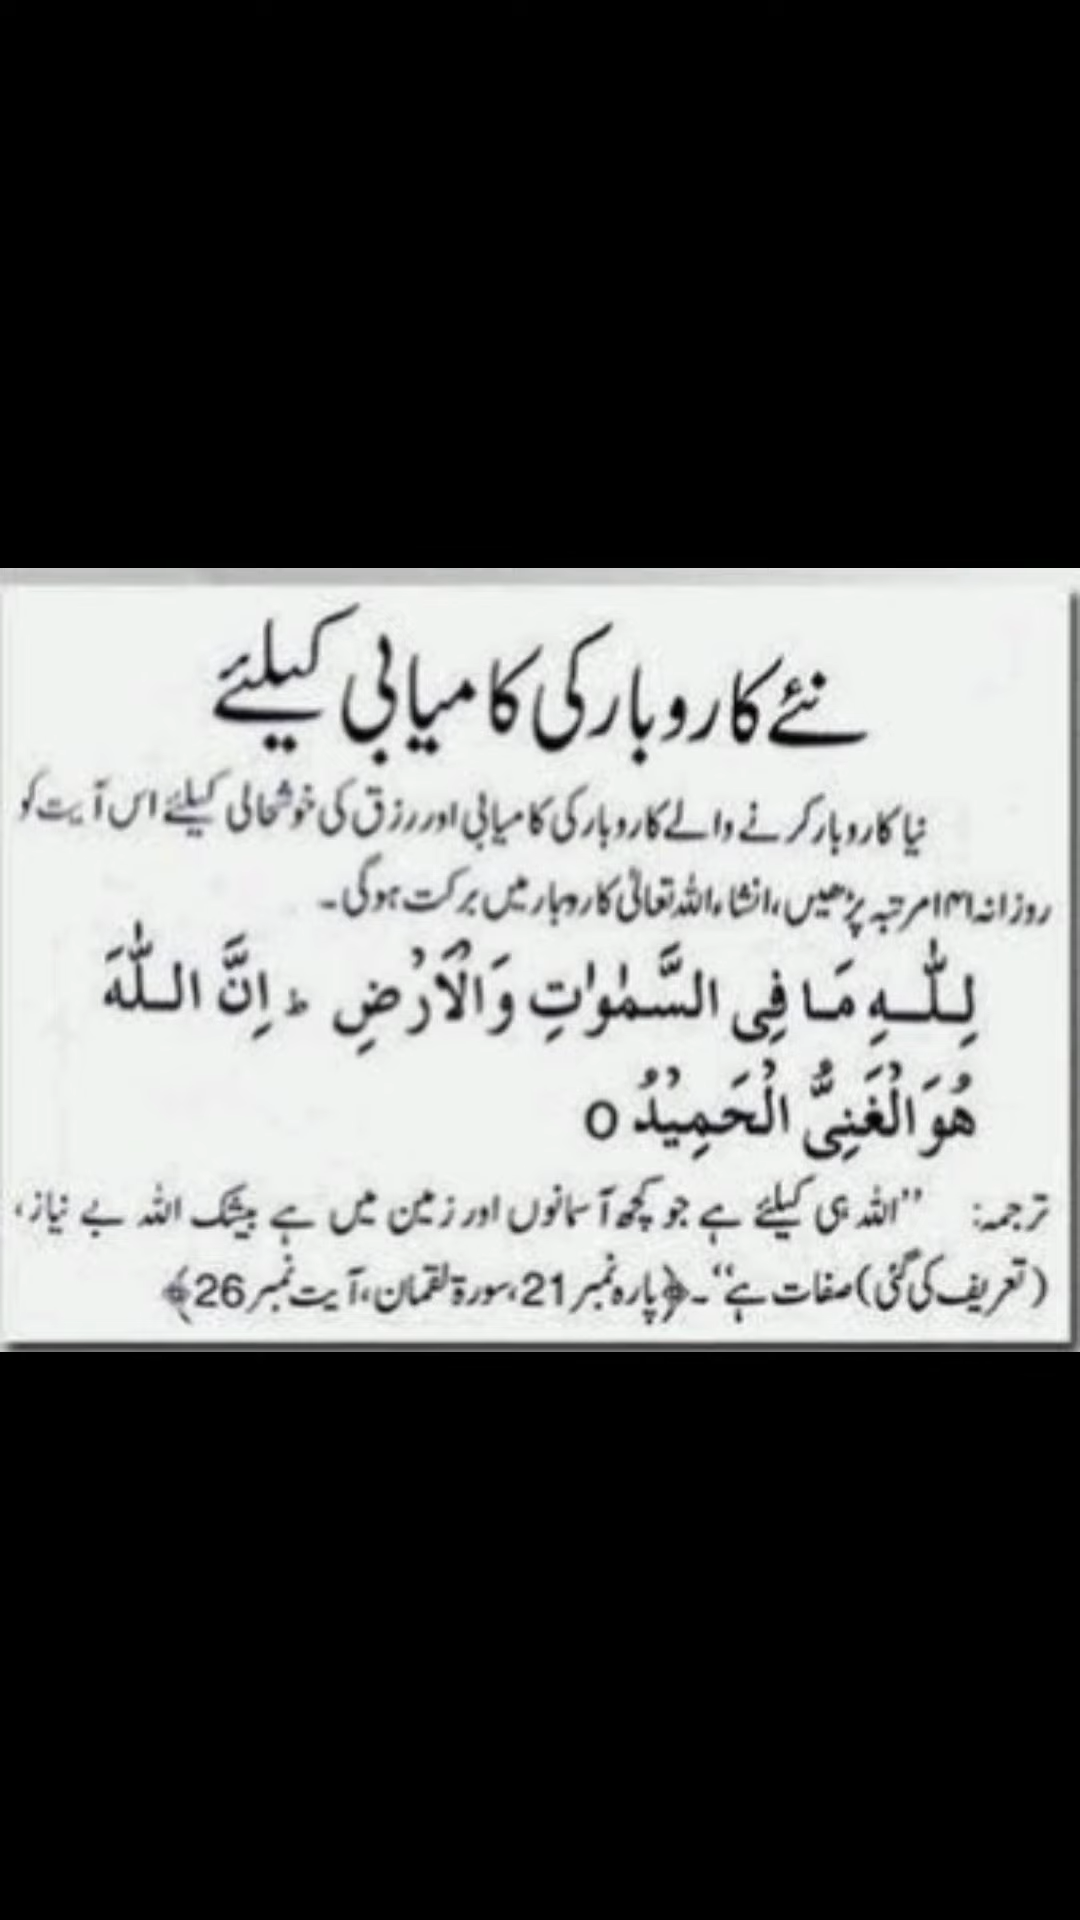 نئے کاروبار کی کامیابی کیلئے
نیا کاروبار کرنے والے کاروبار کی کامیابی اور رزق کی خوشحالی کیلئے اس آیت کو
روزانہ ۱۴۱ مرتبہ پڑھیں، انشاء اللہ تعالیٰ کاروبار میں برکت ہوگی۔
لِلّٰہِ مَا فِی السَّمٰوٰتِ وَالْاَرْضِ ؕ اِنَّ اللّٰہَ
ھُوَ الْغَنِیُّ الْحَمِیْدُ o
ترجمہ: ”اللہ ہی کیلئے ہے جو کچھ آسمانوں اور زمین میں ہے بیشک اللہ بے نیاز،
(تعریف کی گئی) صفات ہے“۔ ﴿پارہ نمبر 21، سورۃ لقمان، آیت نمبر 26﴾